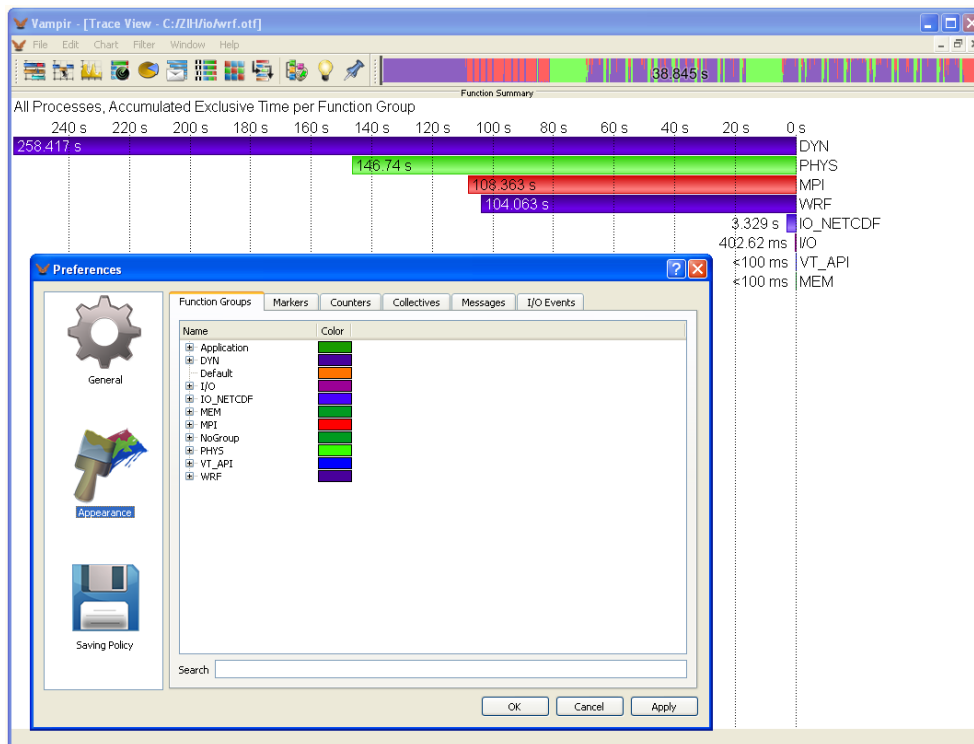 Vampir - [Trace View - C:/ZIH/io/wrf.otf]
File Edit Chart Filter Window Help
38.845 s
Function Summary
All Processes, Accumulated Exclusive Time per Function Group
240 s 220 s 200 s 180 s 160 s 140 s 120 s 100 s 80 s 60 s 40 s 20 s 0 s
258.417 s DYN
146.74 s PHYS
108.363 s MPI
104.063 s WRF
3.329 s IO_NETCDF
402.62 ms I/O
<100 ms VT_API
<100 ms MEM
Preferences
General
Appearance
Saving Policy
Function Groups Markers Counters Collectives Messages I/O Events
Name Color
Application
DYN
Default
I/O
IO_NETCDF
MEM
MPI
NoGroup
PHYS
VT_API
WRF
Search
OK Cancel Apply